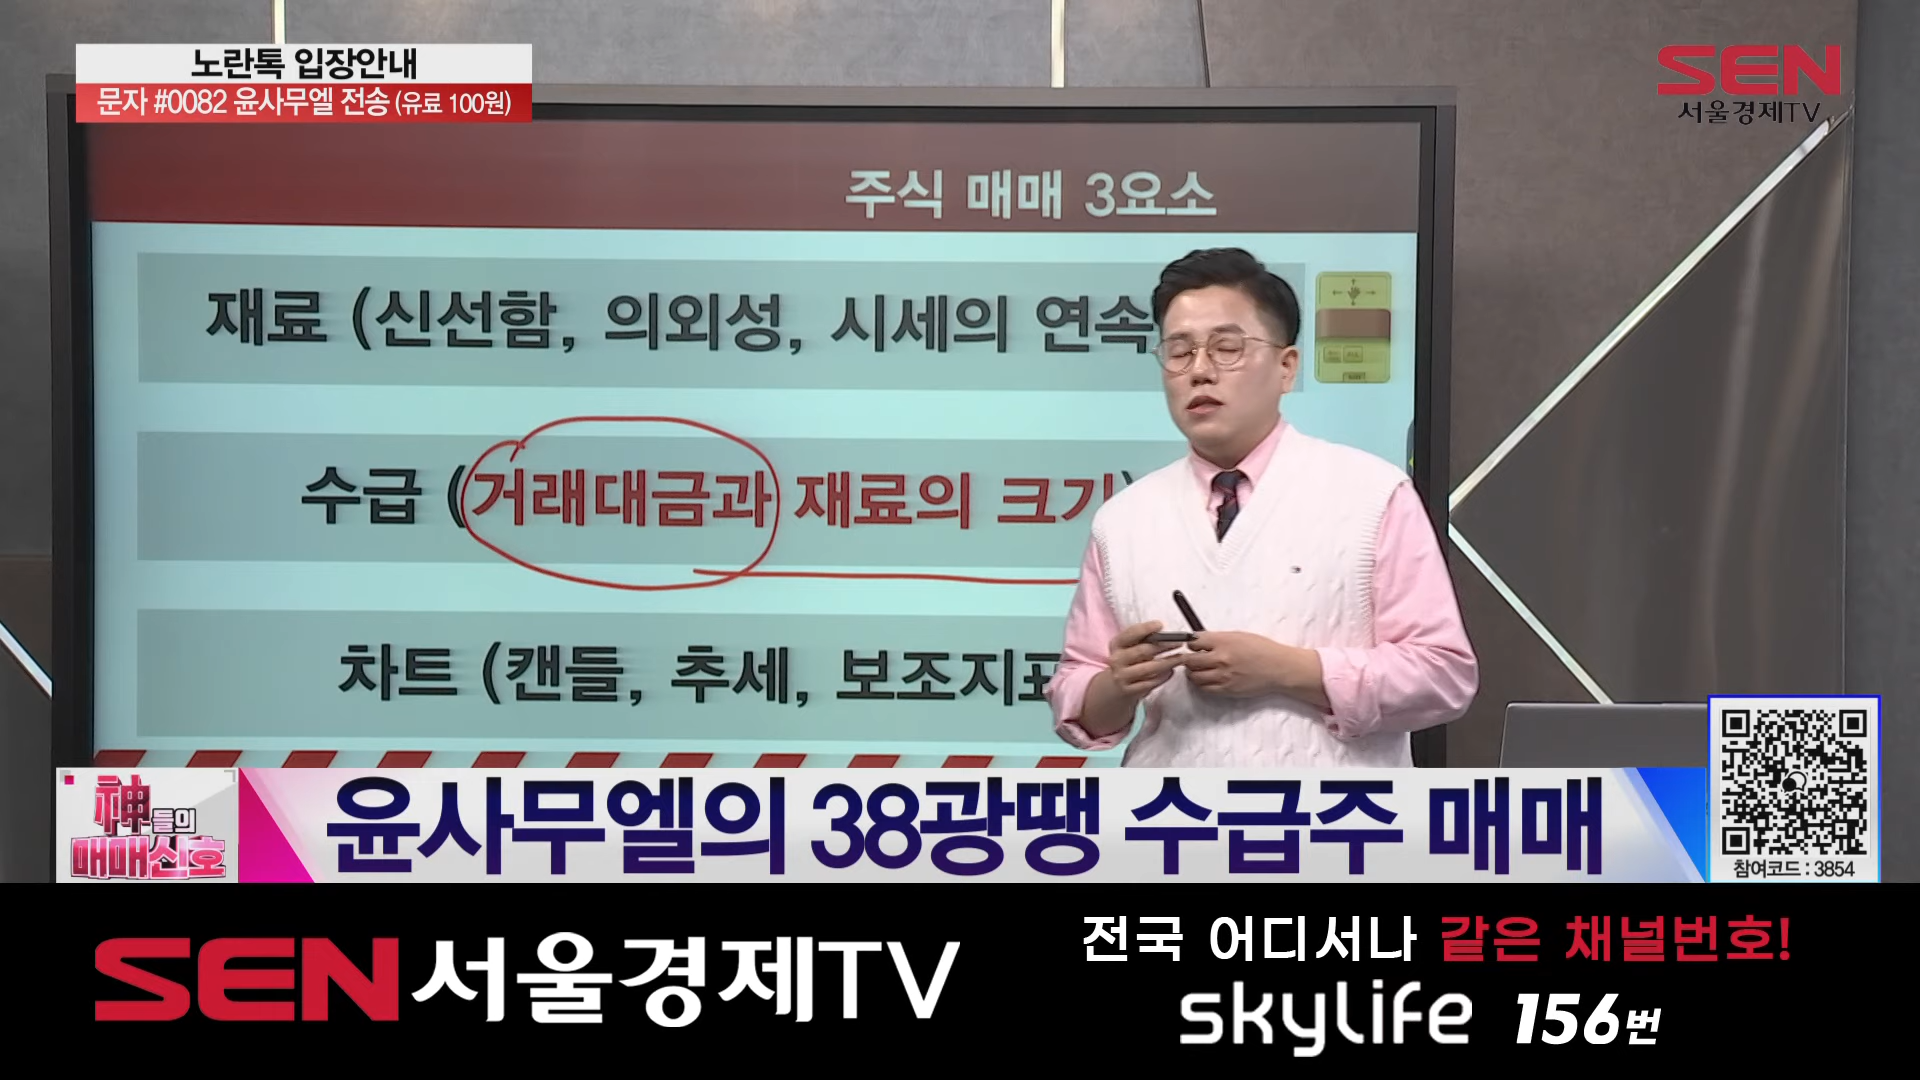 노란톡 입장안내
문자 #0082 윤사무엘 전송 (유료 100원)
SEN
서울경제TV
주식 매매 3요소
재료 (신선함, 의외성, 시세의 연속
수급 (거래대금과 재료의 크기)
차트 (캔들, 추세, 보조지표
神들의
매매신호
윤사무엘의 38광땡 수급주 매매
참여코드 : 3854
SEN 서울경제TV
전국 어디서나 같은 채널번호!
skylife 156번